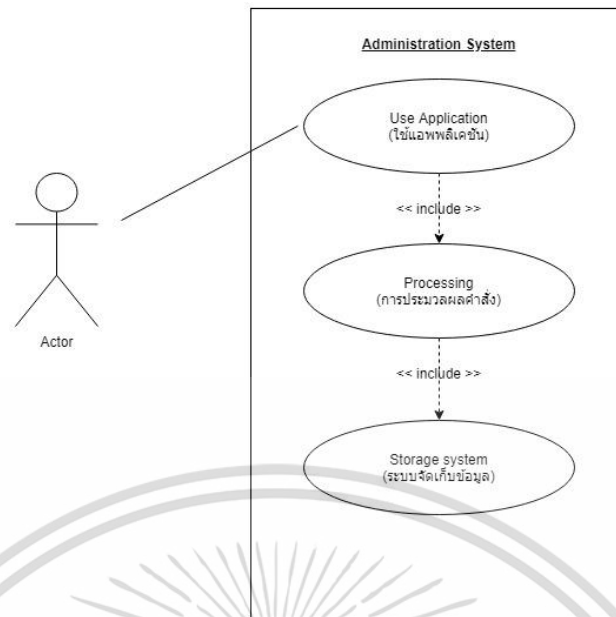 Administration System
Use Application
(ใช้แอพพลิเคชัน)
<< include >>
Processing
(การประมวลผลคำสั่ง)
<< include >>
Storage system
(ระบบจัดเก็บข้อมูล)
Actor